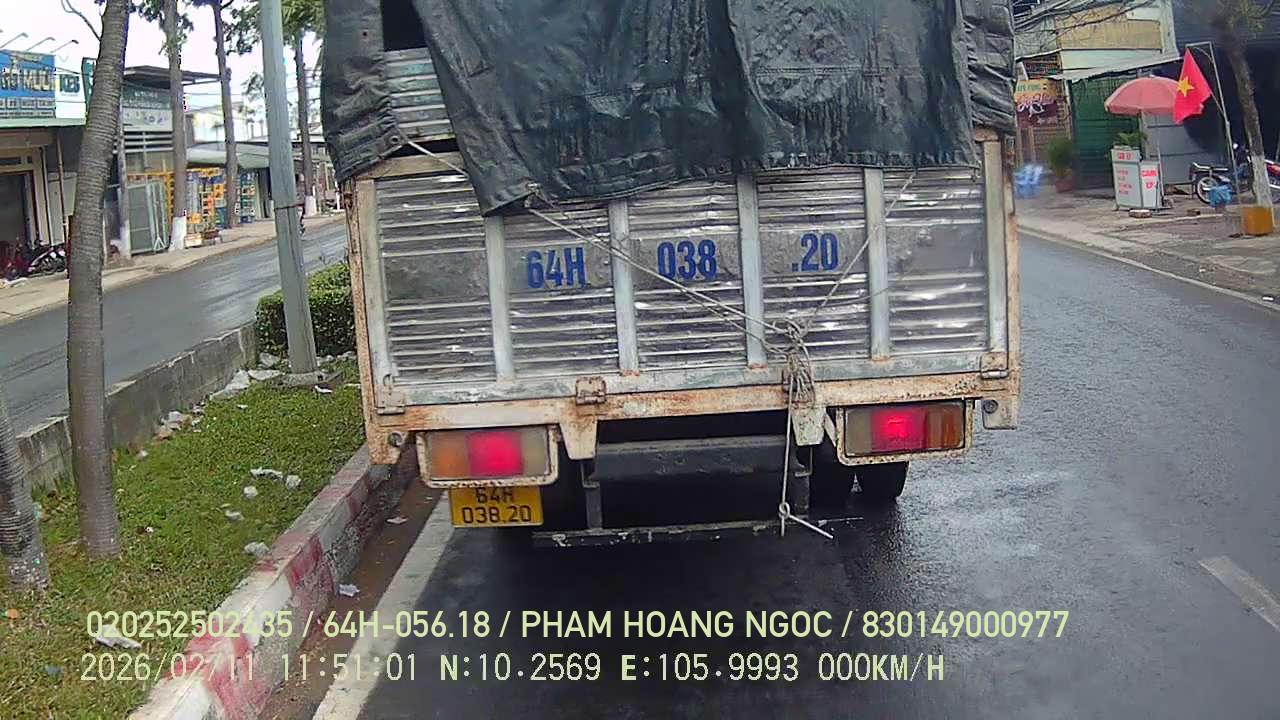 64H 038 .20
64H
038.20
020252502435 / 64H-056.18 / PHAM HOANG NGOC / 830149000977
2026/02/11 11:51:01 N:10.2569 E:105.9993 000KM/H